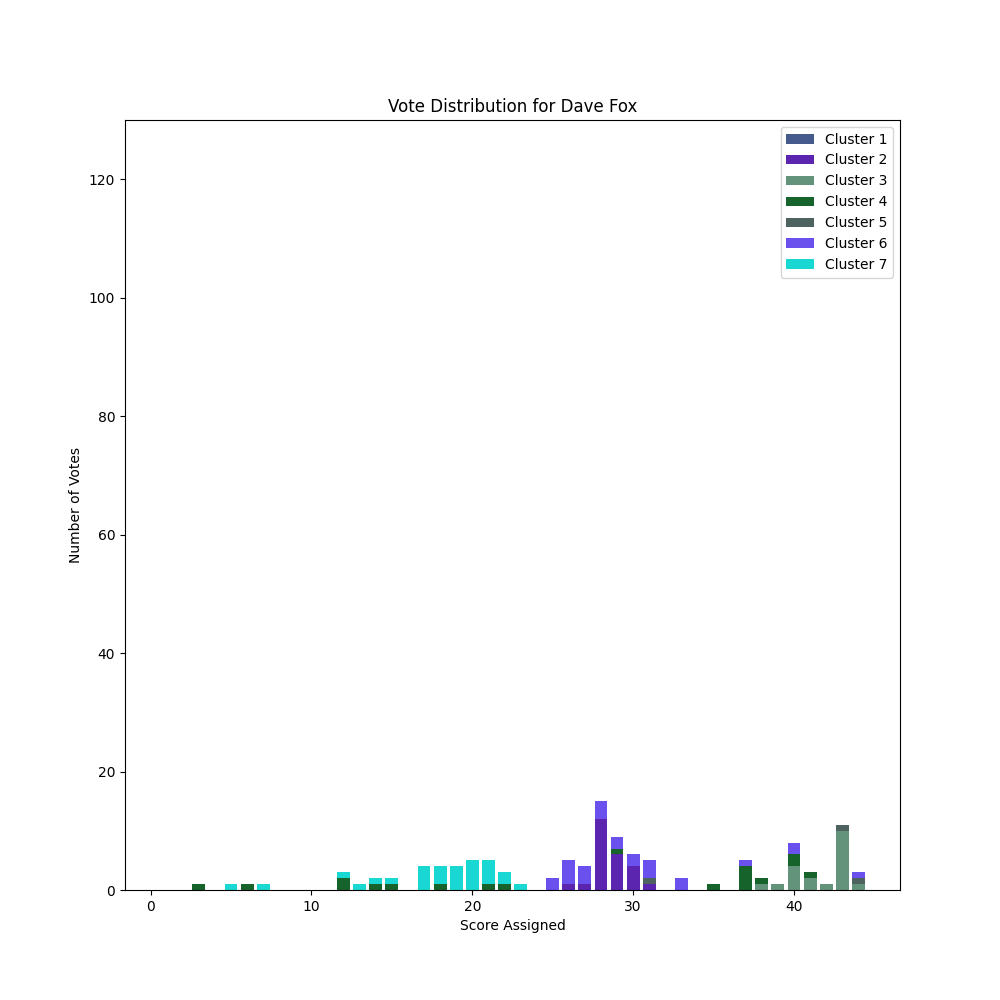 Vote Distribution for Dave Fox
Cluster 1
Cluster 2
Cluster 3
Cluster 4
Cluster 5
Cluster 6
Cluster 7
120
100
80
60
40
20
0
Number of Votes
0 10 20 30 40
Score Assigned